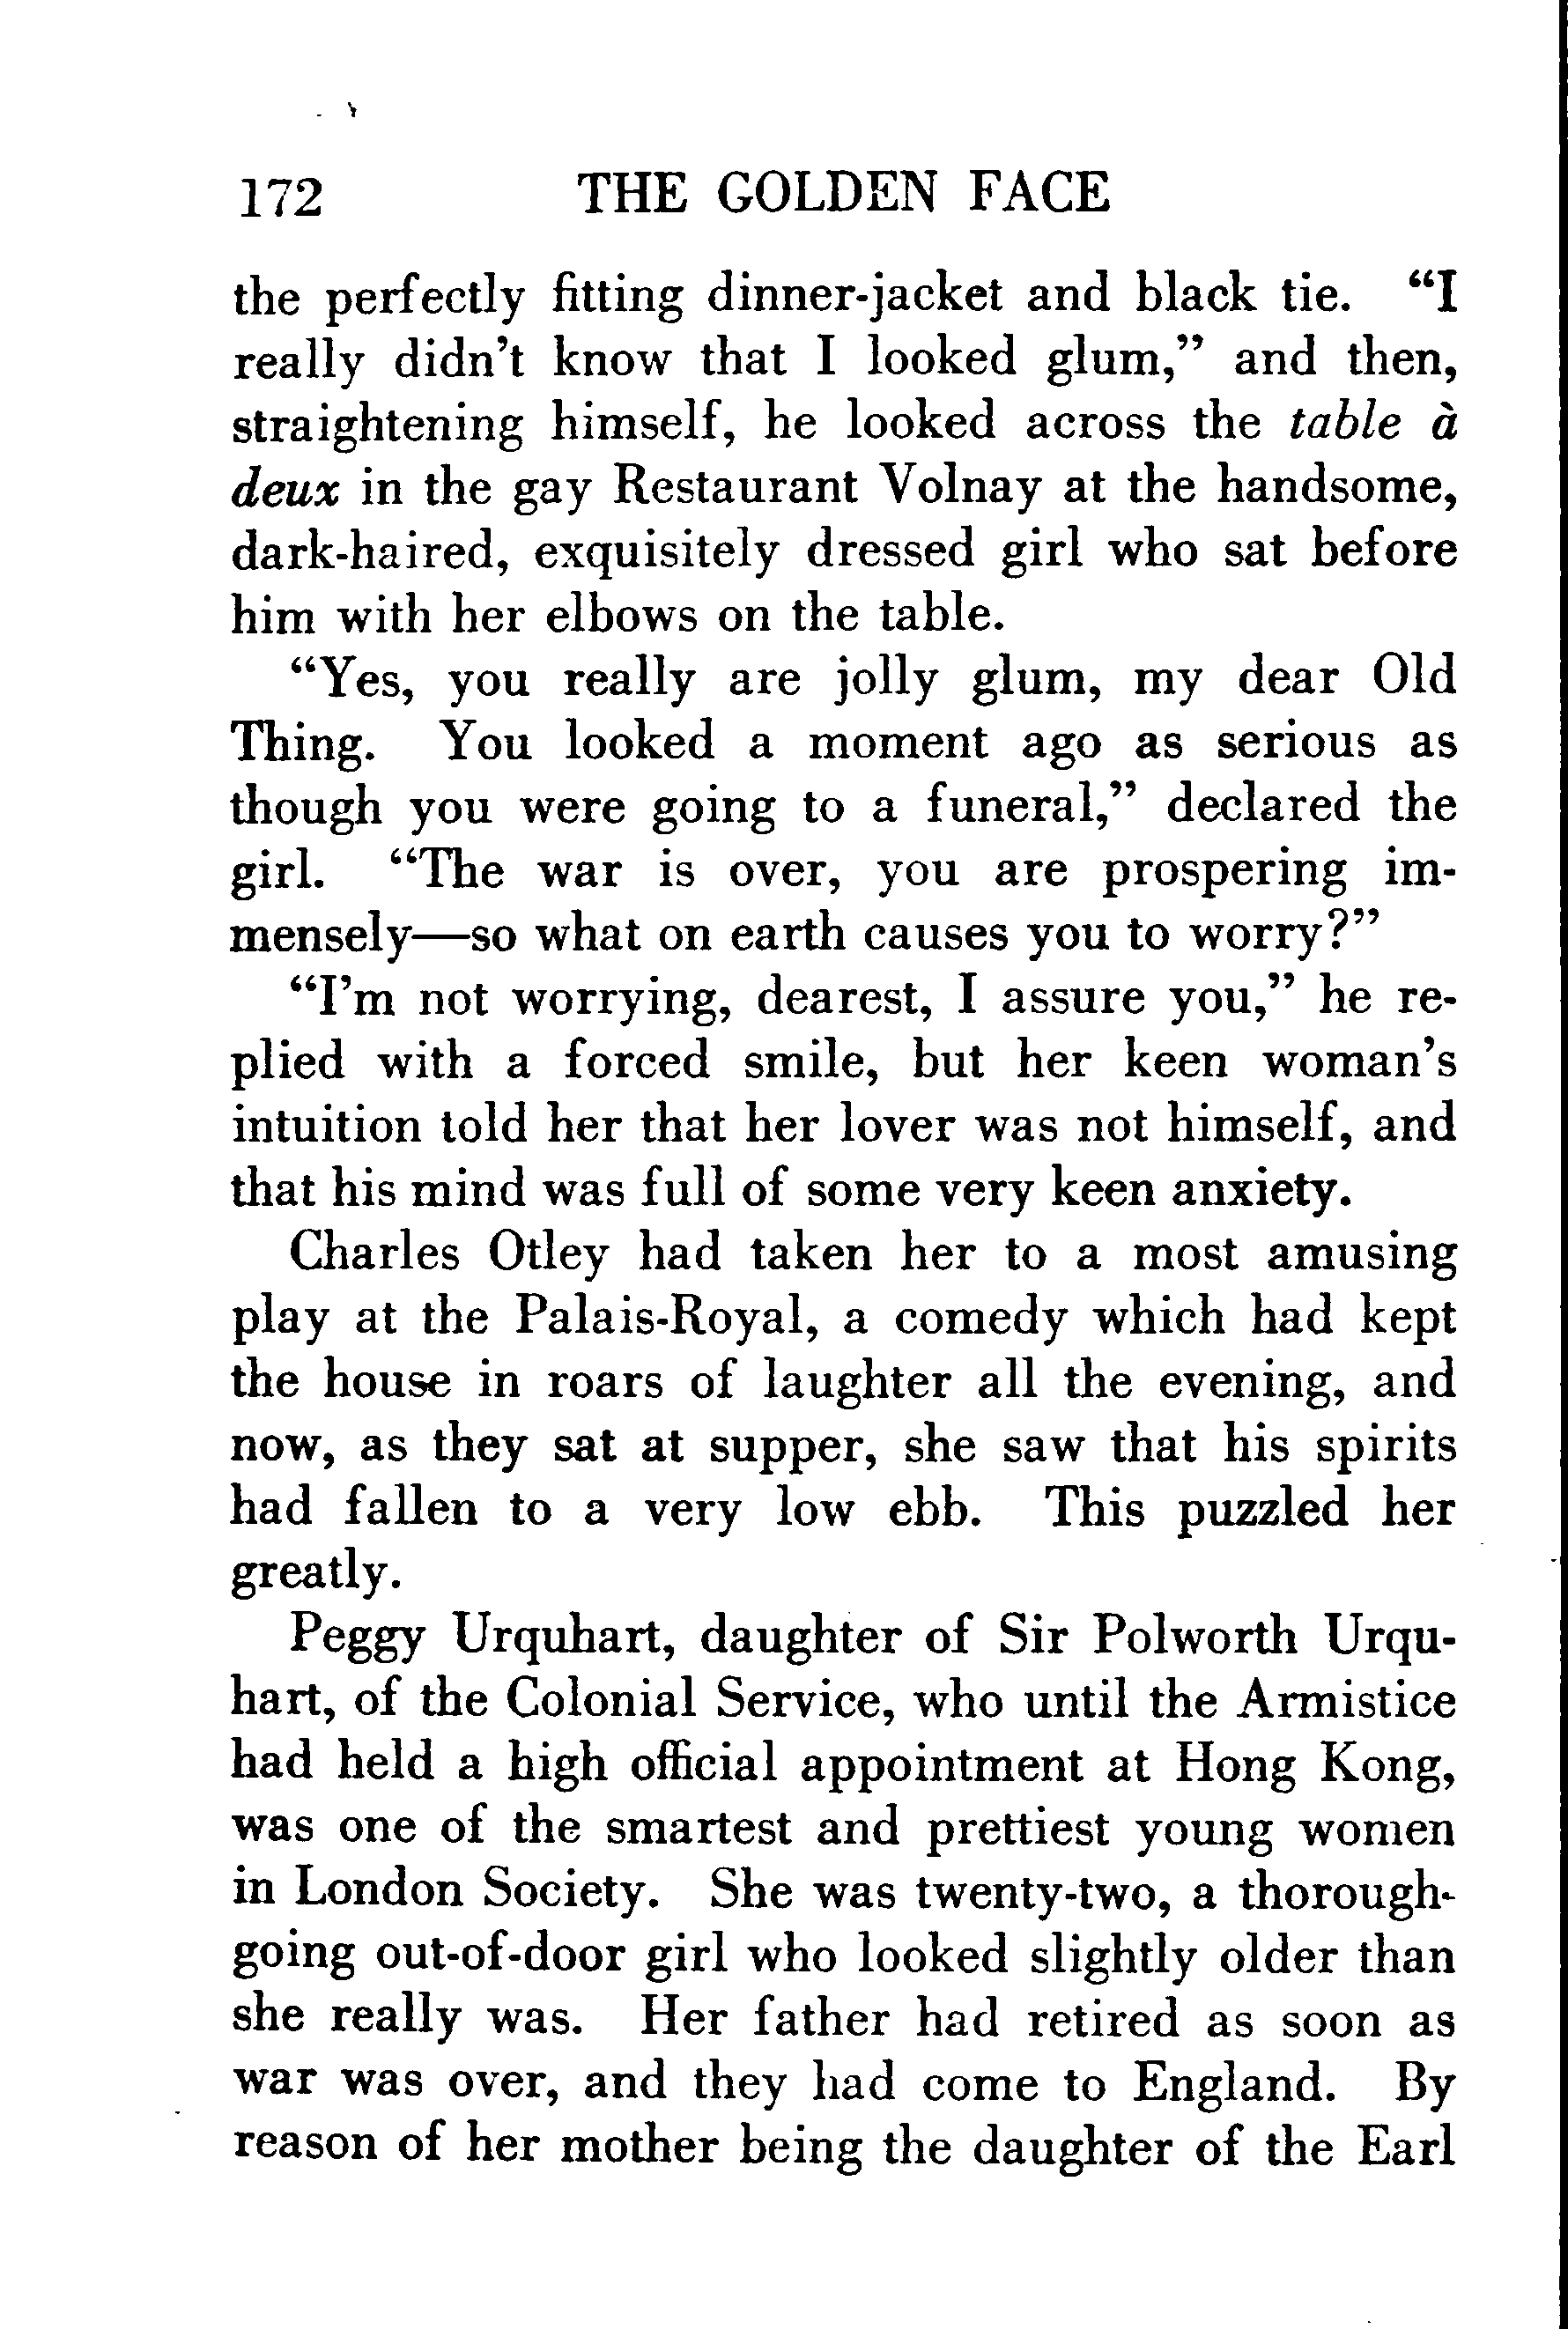 172 THE GOLDEN FACE
the perfectly fitting dinner-jacket and black tie. “I
really didn’t know that I looked glum,” and then,
straightening himself, he looked across the table à
deux in the gay Restaurant Volnay at the handsome,
dark-haired, exquisitely dressed girl who sat before
him with her elbows on the table.
“Yes, you really are jolly glum, my dear Old
Thing. You looked a moment ago as serious as
though you were going to a funeral,” declared the
girl. “The war is over, you are prospering im-
mensely—so what on earth causes you to worry?”
“I’m not worrying, dearest, I assure you,” he re-
plied with a forced smile, but her keen woman’s
intuition told her that her lover was not himself, and
that his mind was full of some very keen anxiety.
Charles Otley had taken her to a most amusing
play at the Palais-Royal, a comedy which had kept
the house in roars of laughter all the evening, and
now, as they sat at supper, she saw that his spirits
had fallen to a very low ebb. This puzzled her
greatly.
Peggy Urquhart, daughter of Sir Polworth Urqu-
hart, of the Colonial Service, who until the Armistice
had held a high official appointment at Hong Kong,
was one of the smartest and prettiest young women
in London Society. She was twenty-two, a thorough-
going out-of-door girl who looked slightly older than
she really was. Her father had retired as soon as
war was over, and they had come to England. By
reason of her mother being the daughter of the Earl